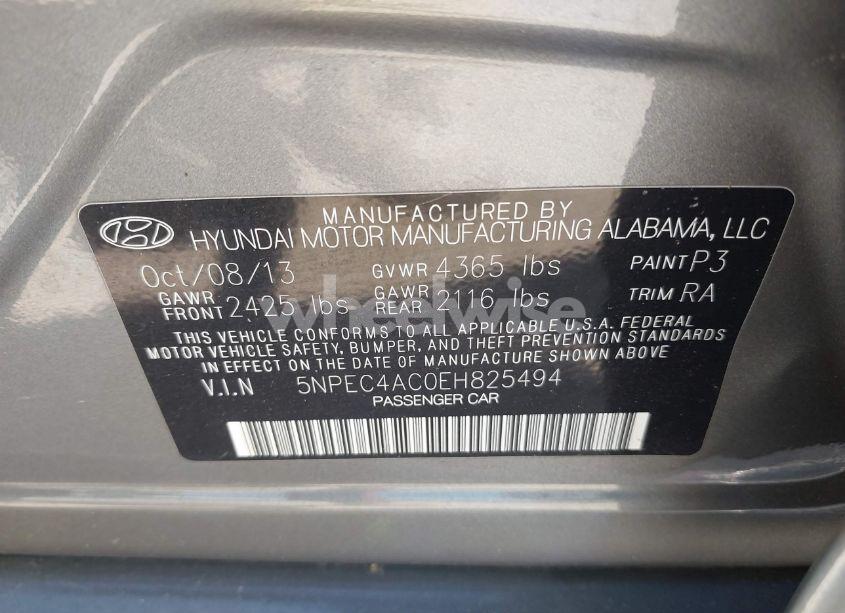 MANUFACTURED BY
HYUNDAI MOTOR MANUFACTURING ALABAMA, LLC
Oct/08/13 GVWR 4365 lbs PAINT P3
GAWR FRONT 2425 lbs GAWR REAR 2116 lbs TRIM RA
THIS VEHICLE CONFORMS TO ALL APPLICABLE U.S.A. FEDERAL
MOTOR VEHICLE SAFETY, BUMPER, AND THEFT PREVENTION STANDARDS
IN EFFECT ON THE DATE OF MANUFACTURE SHOWN ABOVE
V.I.N 5NPEC4AC0EH825494
PASSENGER CAR
wheelwise